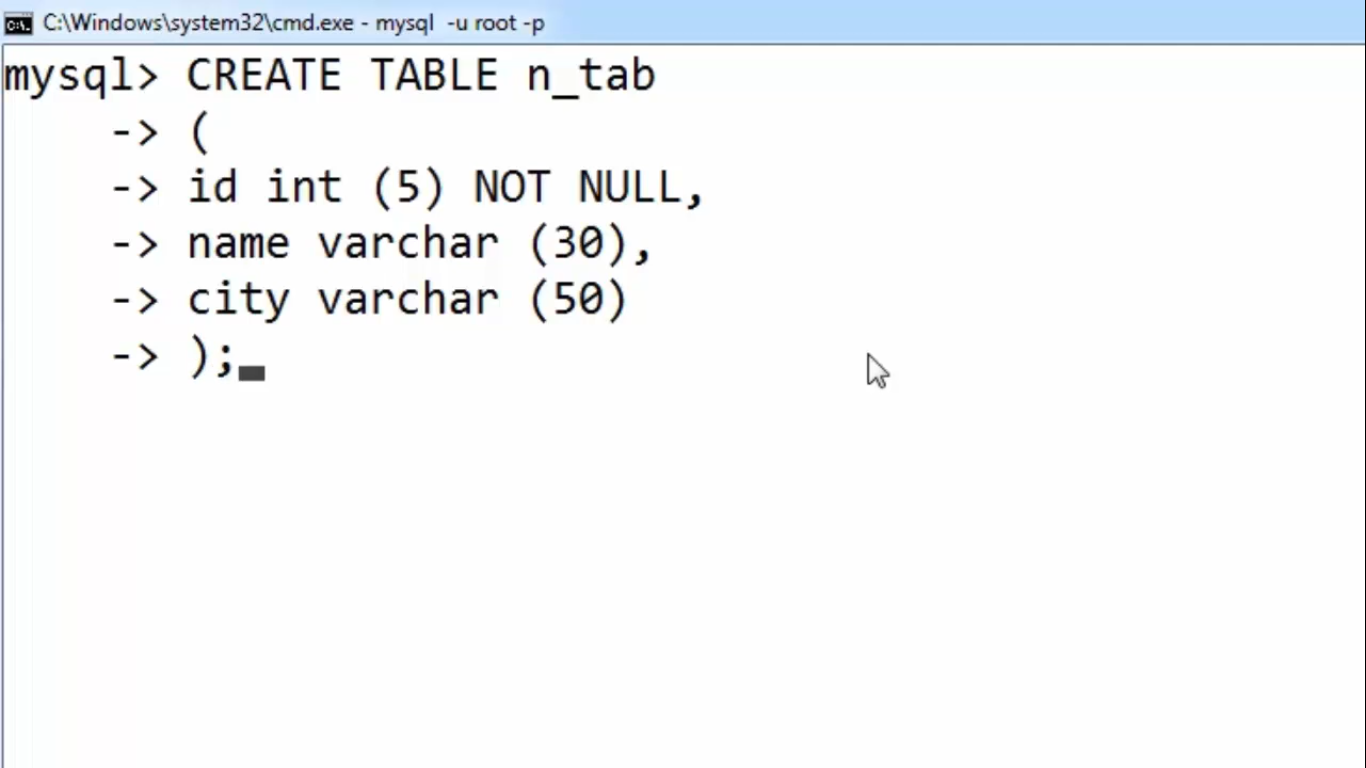 C:\Windows\system32\cmd.exe - mysql  -u root -p
mysql> CREATE TABLE n_tab
    -> (
    -> id int (5) NOT NULL,
    -> name varchar (30),
    -> city varchar (50)
    -> );